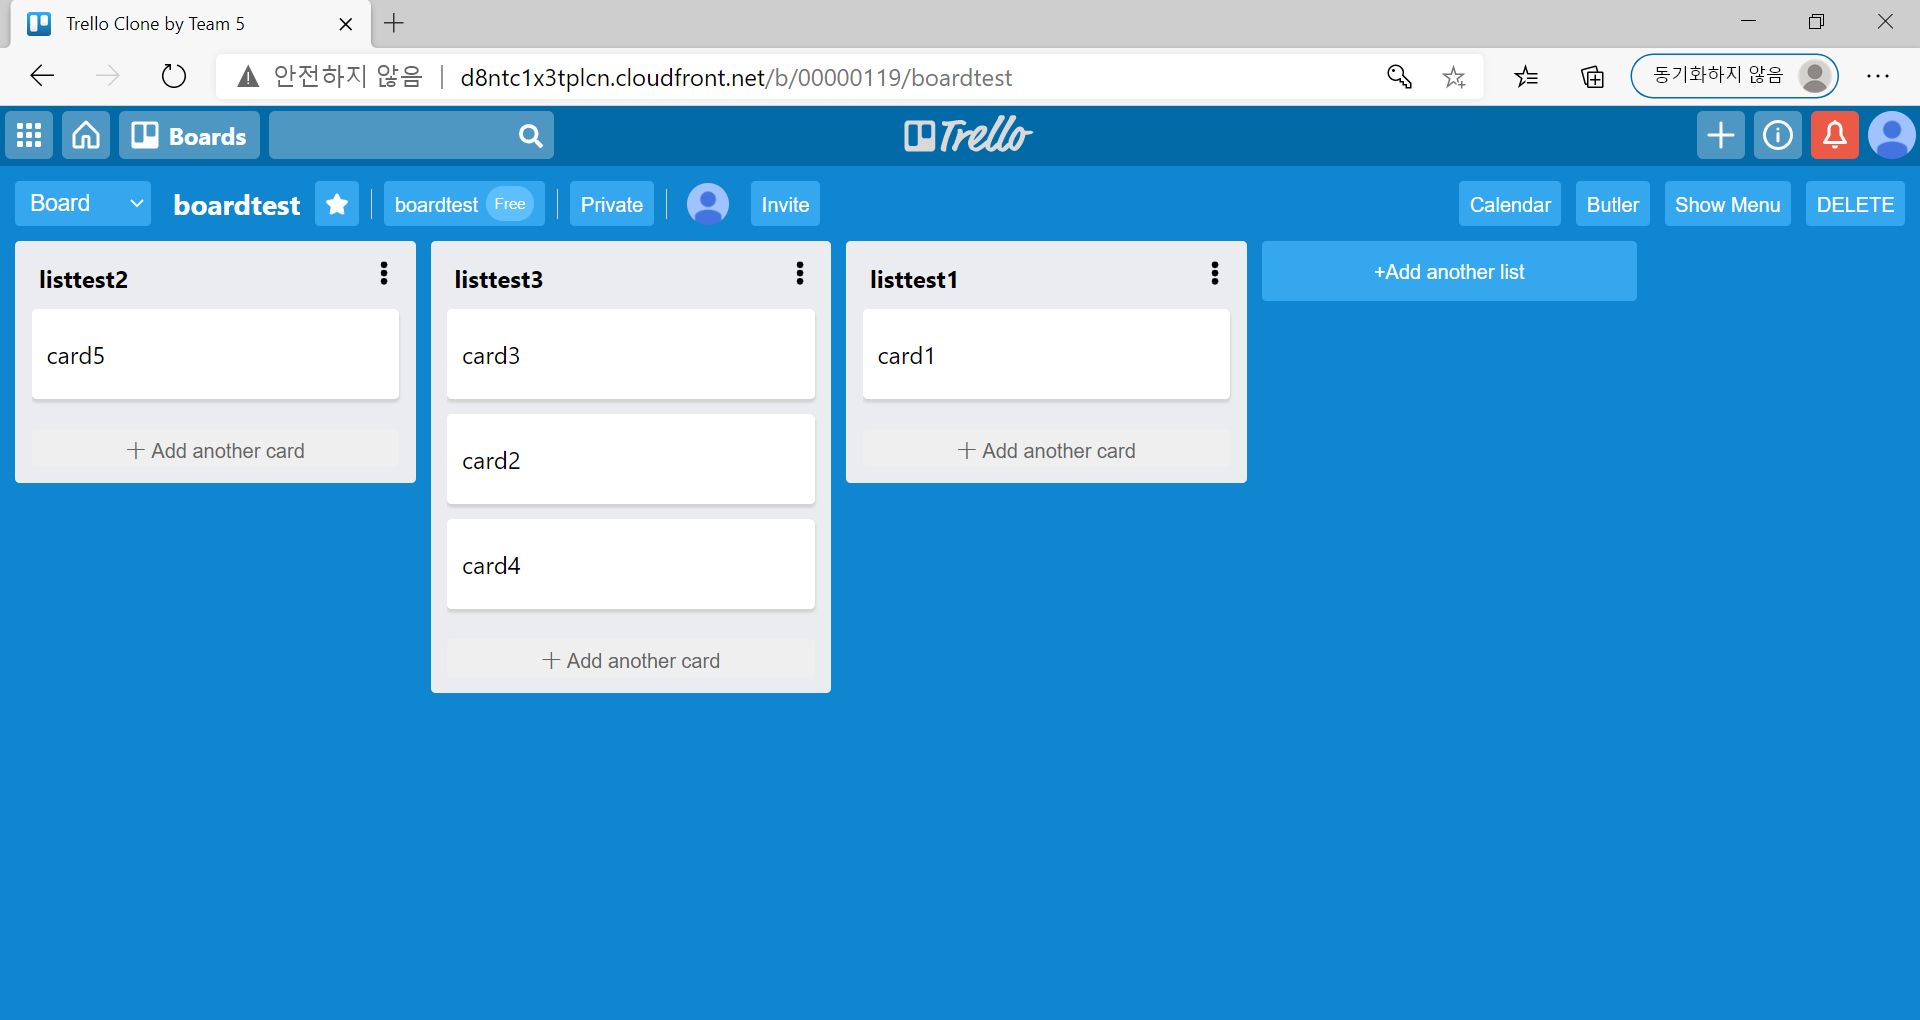 Trello Clone by Team 5
안전하지 않음 d8ntc1x3tplcn.cloudfront.net/b/00000119/boardtest 동기화하지 않음
Boards Trello
Board boardtest boardtest Free Private Invite Calendar Butler Show Menu DELETE
listtest2
card5
Add another card
listtest3
card3
card2
card4
Add another card
listtest1
card1
Add another card
+Add another list